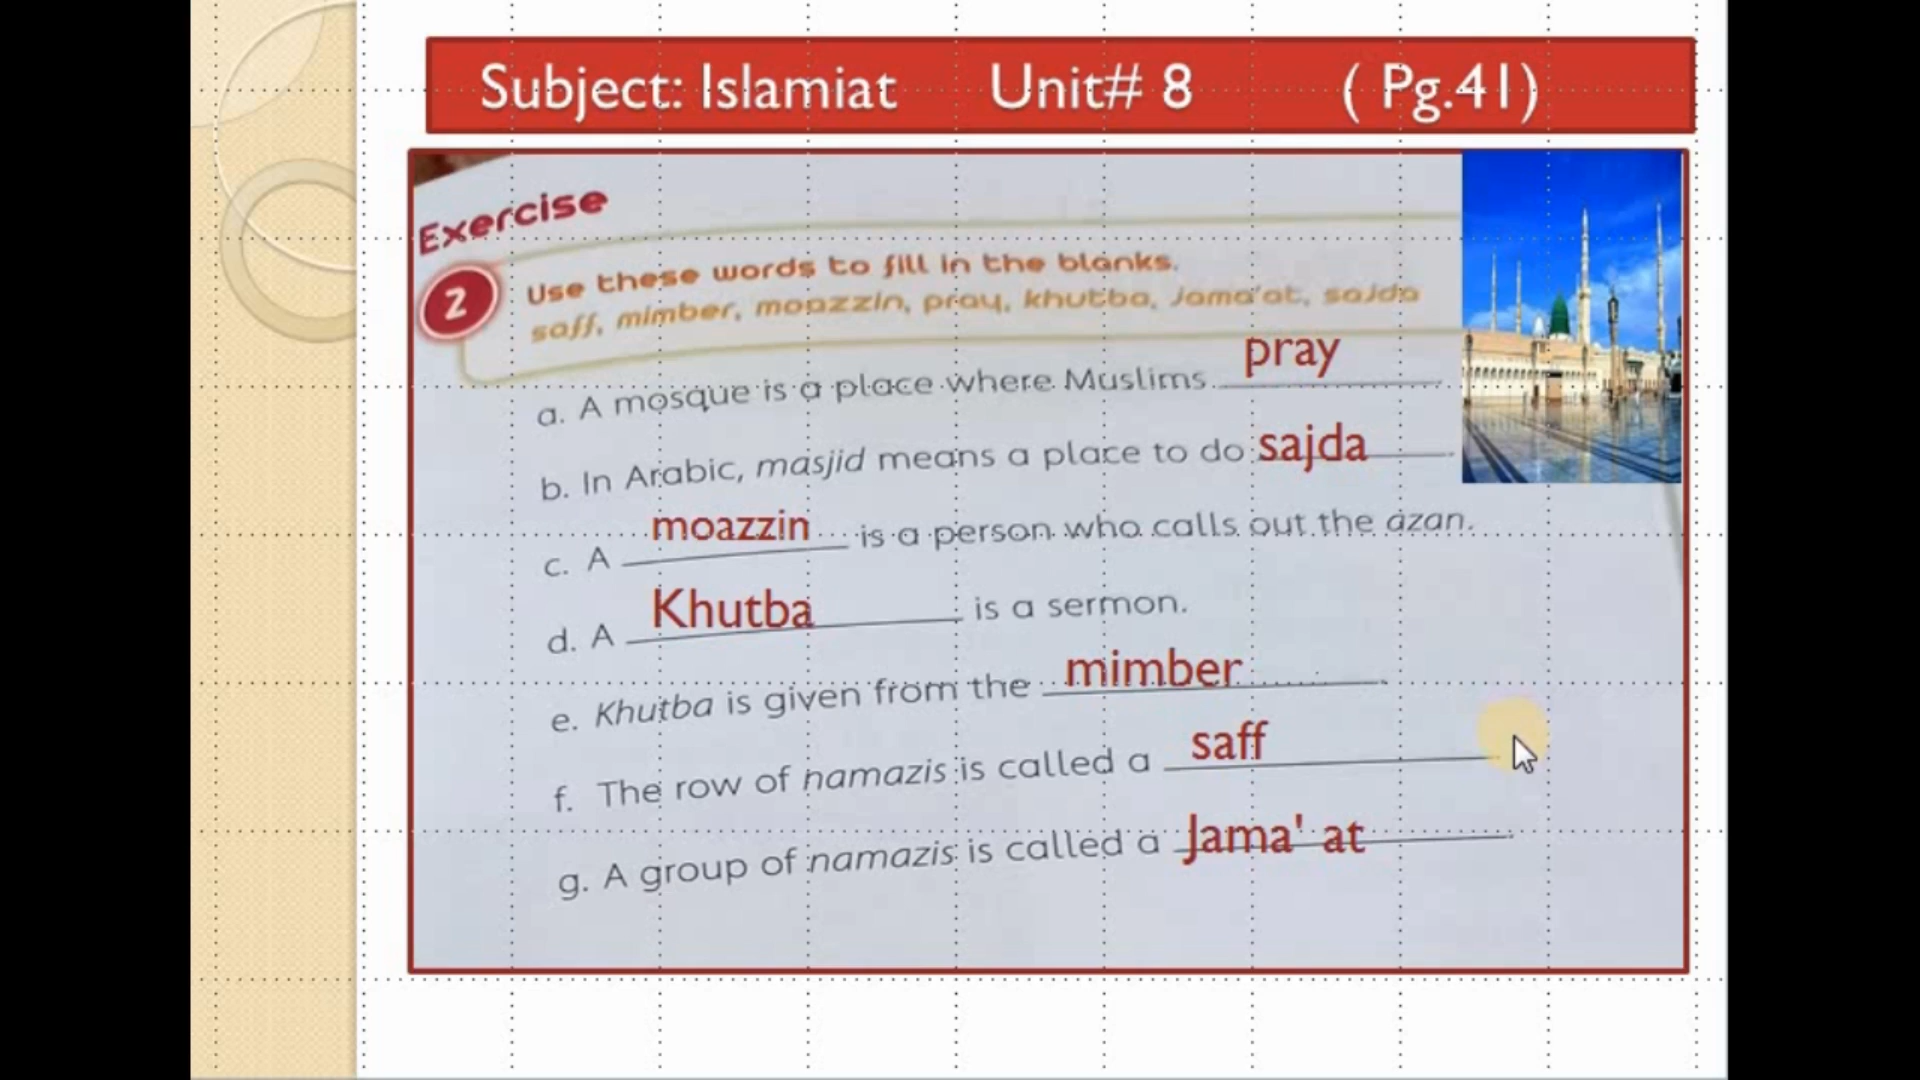 Subject: Islamiat Unit# 8 ( Pg.41)
Exercise
2 Use these words to fill in the blanks.
saff, mimber, moazzin, pray, khutba, Jama'at, sajda
a. A mosque is a place where Muslims pray
b. In Arabic, masjid means a place to do sajda.
c. A moazzin is a person who calls out the azan.
d. A Khutba is a sermon.
e. Khutba is given from the mimber.
f. The row of namazis is called a saff
g. A group of namazis is called a Jama' at